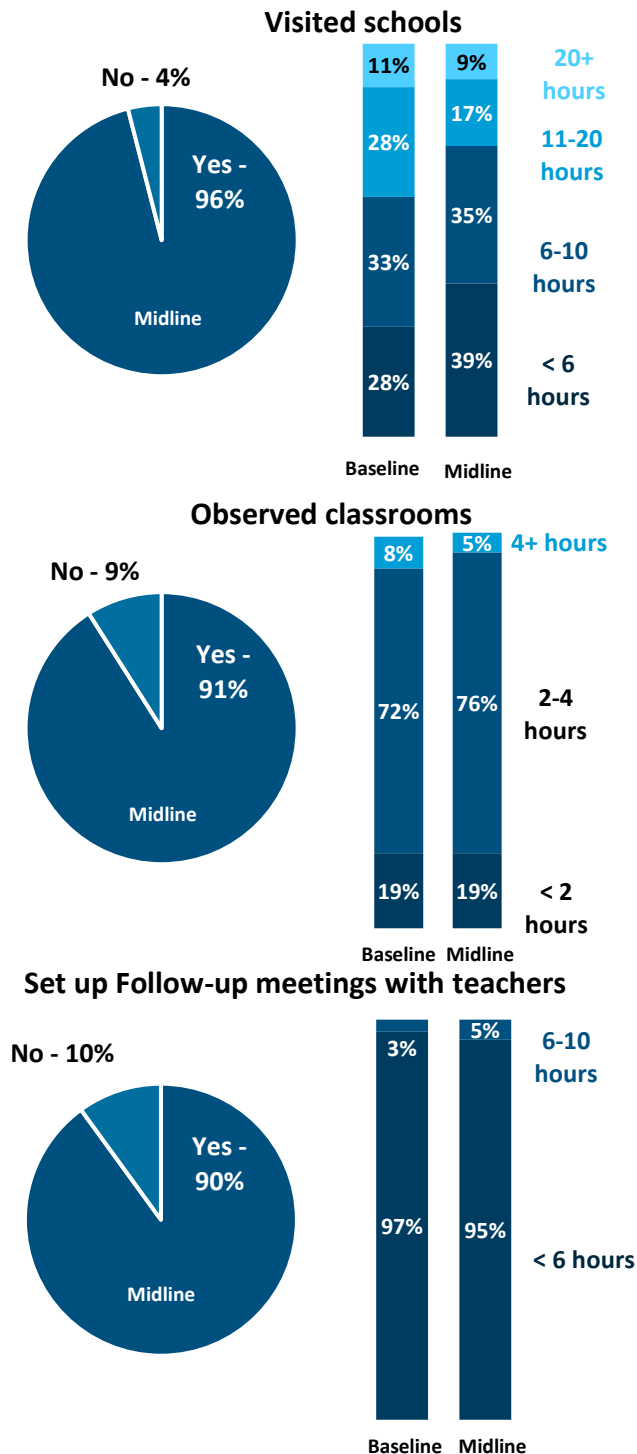 Visited schools
No - 4%
Yes -
96%
Midline
11%
28%
33%
28%
9%
17%
35%
39%
20+
hours
11-20
hours
6-10
hours
< 6
hours
Baseline
Midline
Observed classrooms
No - 9%
Yes -
91%
Midline
8%
72%
19%
5%
76%
19%
4+ hours
2-4
hours
< 2
hours
Baseline
Midline
Set up Follow-up meetings with teachers
No - 10%
Yes -
90%
Midline
3%
97%
5%
95%
6-10
hours
< 6 hours
Baseline
Midline